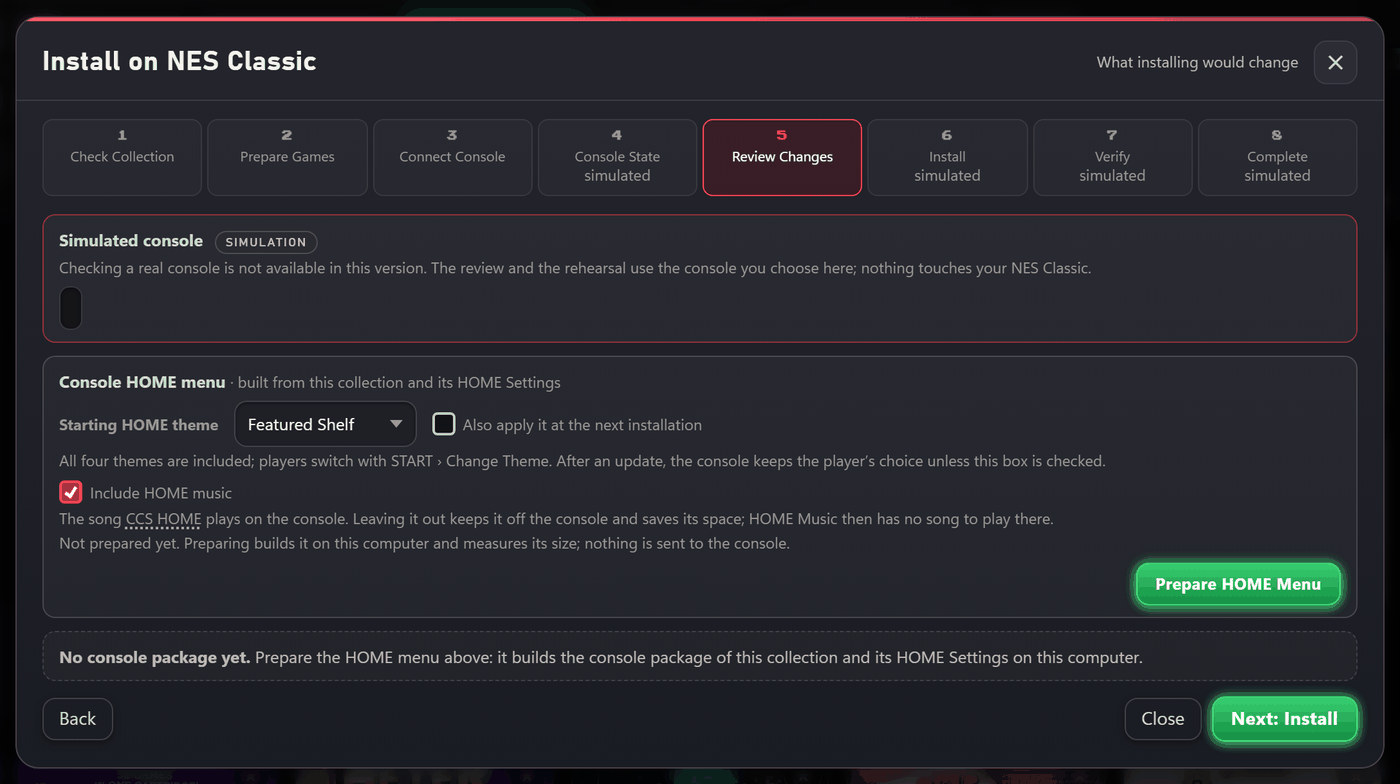 Install on NES Classic
What installing would change
1
Check Collection
2
Prepare Games
3
Connect Console
4
Console State
simulated
5
Review Changes
6
Install
simulated
7
Verify
simulated
8
Complete
simulated
Simulated console SIMULATION
Checking a real console is not available in this version. The review and the rehearsal use the console you choose here; nothing touches your NES Classic.
Console HOME menu · built from this collection and its HOME Settings
Starting HOME theme Featured Shelf Also apply it at the next installation
All four themes are included; players switch with START › Change Theme. After an update, the console keeps the player's choice unless this box is checked.
Include HOME music
The song CCS HOME plays on the console. Leaving it out keeps it off the console and saves its space; HOME Music then has no song to play there.
Not prepared yet. Preparing builds it on this computer and measures its size; nothing is sent to the console.
Prepare HOME Menu
No console package yet. Prepare the HOME menu above: it builds the console package of this collection and its HOME Settings on this computer.
Back
Close
Next: Install